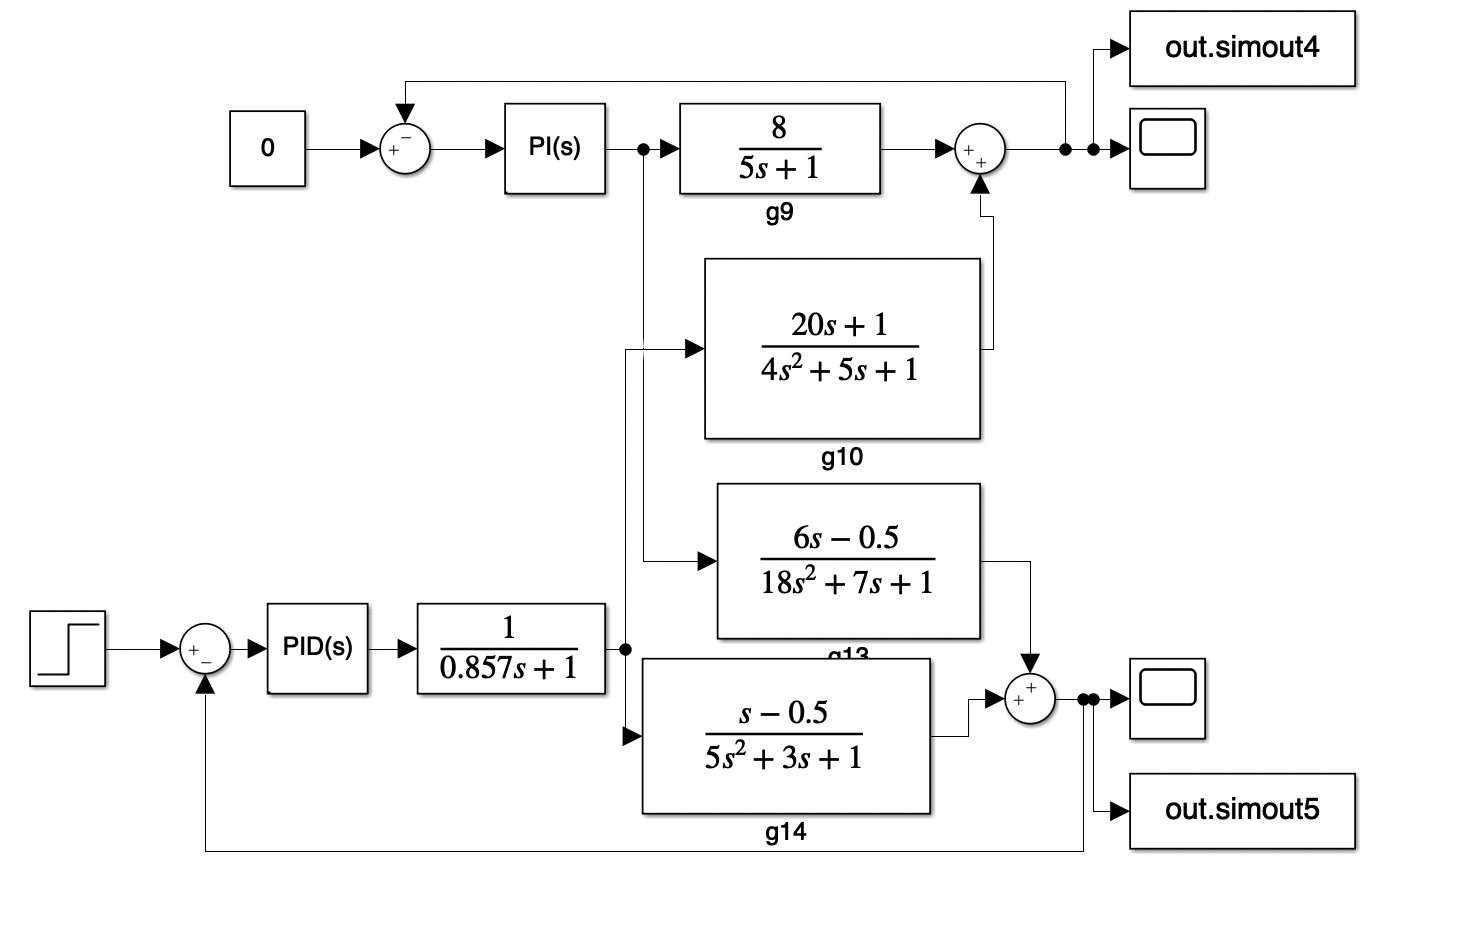 out.simout4
0
−
+
PI(s)
8
5s + 1
g9
+
+
20s + 1
4s² + 5s + 1
g10
6s − 0.5
18s² + 7s + 1
g13
+
−
PID(s)
1
0.857s + 1
s − 0.5
5s² + 3s + 1
g14
+
+
out.simout5